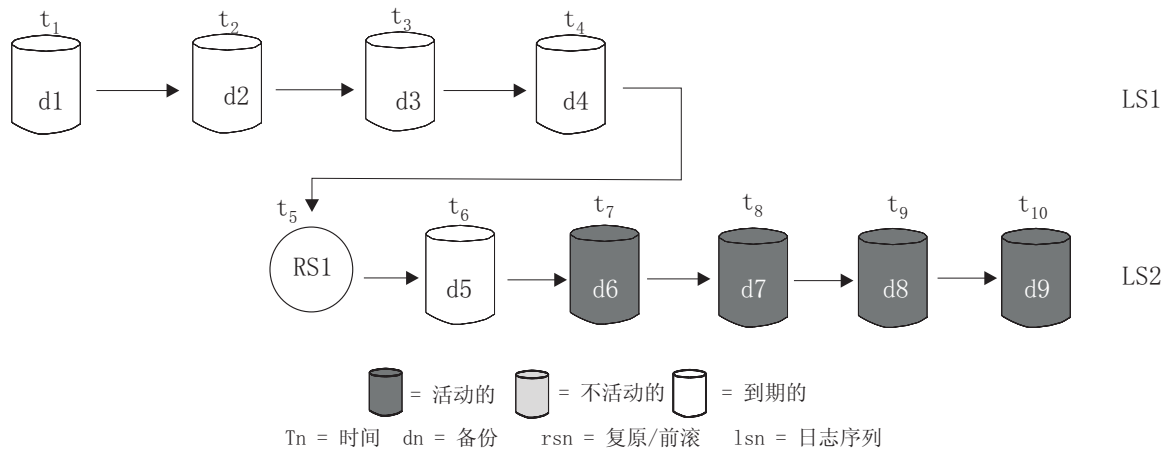 t1 t2 t3 t4
d1 d2 d3 d4 LS1
t5 t6 t7 t8 t9 t10
RS1 d5 d6 d7 d8 d9 LS2
= 活动的 = 不活动的 = 到期的
Tn = 时间 dn = 备份 rsn = 复原/前滚 lsn = 日志序列